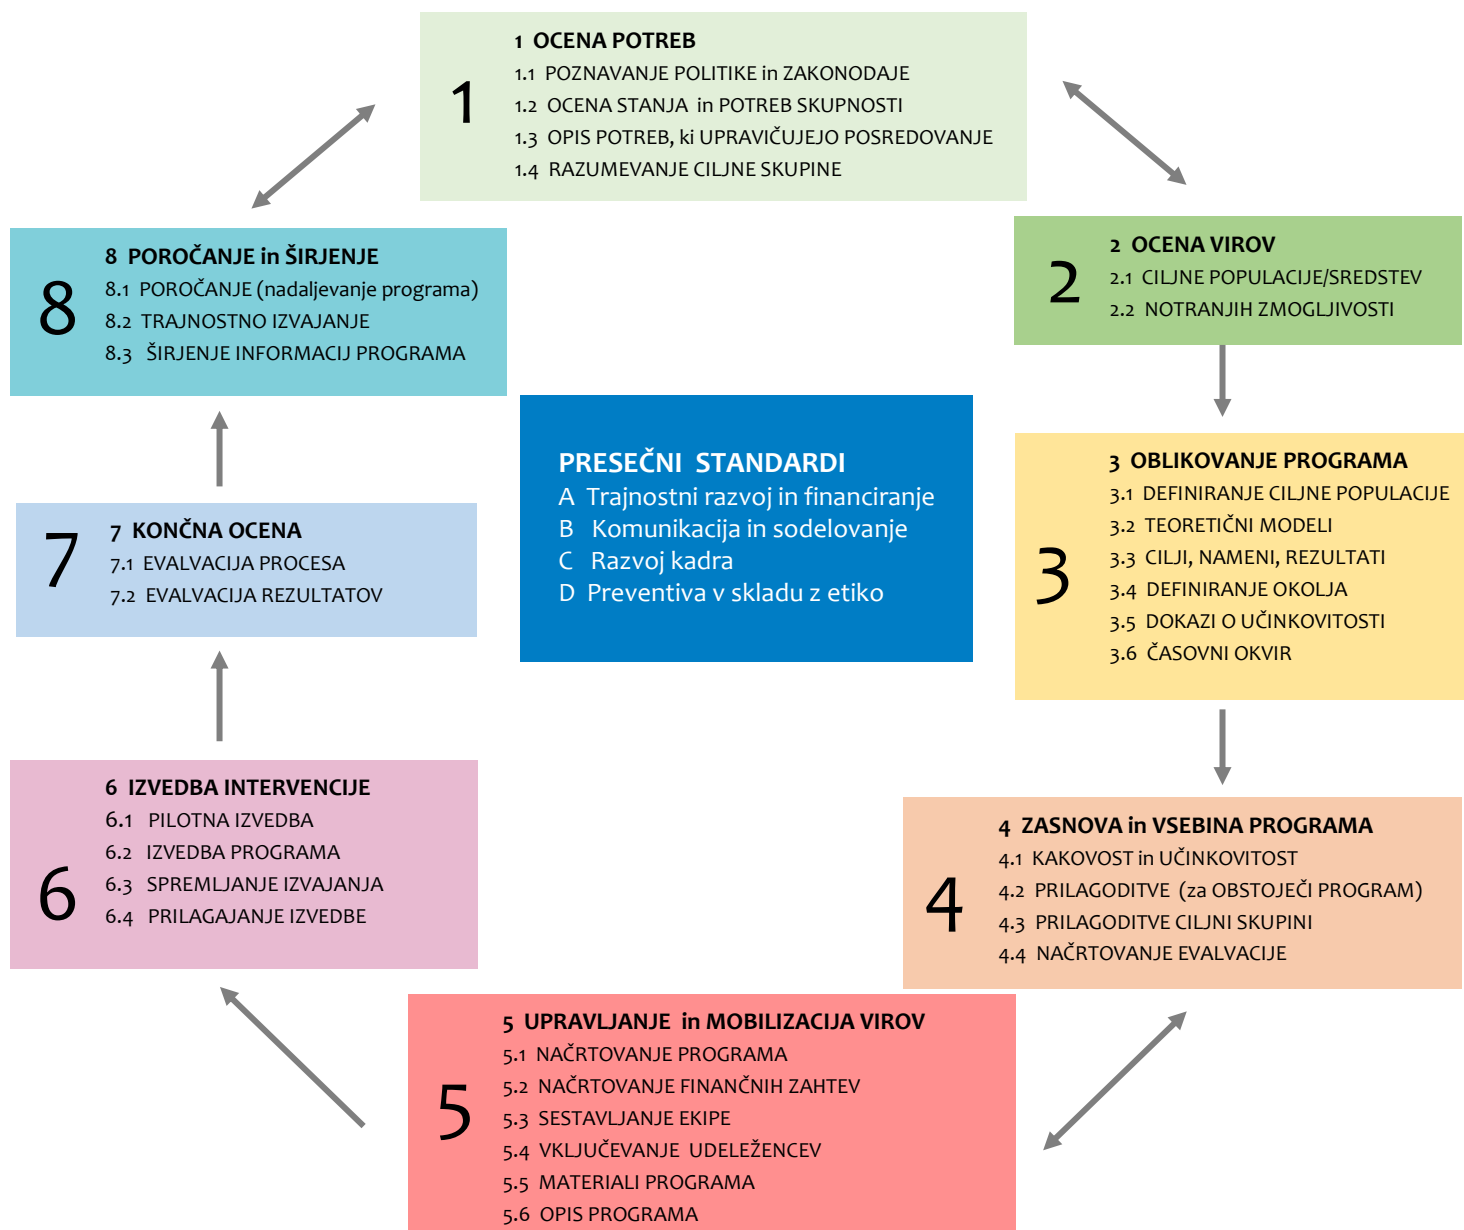 1 OCENA POTREB
1
1.1 POZNAVANJE POLITIKE in ZAKONODAJE
1.2 OCENA STANJA in POTREB SKUPNOSTI
1.3 OPIS POTREB, ki UPRAVIČUJEJO POSREDOVANJE
1.4 RAZUMEVANJE CILJNE SKUPINE
2 OCENA VIROV
2
2.1 CILJNE POPULACIJE/SREDSTEV
2.2 NOTRANJIH ZMOGLJIVOSTI
3 OBLIKOVANJE PROGRAMA
3
3.1 DEFINIRANJE CILJNE POPULACIJE
3.2 TEORETIČNI MODELI
3.3 CILJI, NAMENI, REZULTATI
3.4 DEFINIRANJE OKOLJA
3.5 DOKAZI O UČINKOVITOSTI
3.6 ČASOVNI OKVIR
4 ZASNOVA in VSEBINA PROGRAMA
4
4.1 KAKOVOST in UČINKOVITOST
4.2 PRILAGODITVE (za OBSTOJEČI PROGRAM)
4.3 PRILAGODITVE CILJNI SKUPINI
4.4 NAČRTOVANJE EVALVACIJE
5 UPRAVLJANJE in MOBILIZACIJA VIROV
5
5.1 NAČRTOVANJE PROGRAMA
5.2 NAČRTOVANJE FINANČNIH ZAHTEV
5.3 SESTAVLJANJE EKIPE
5.4 VKLJUČEVANJE UDELEŽENCEV
5.5 MATERIALI PROGRAMA
5.6 OPIS PROGRAMA
6 IZVEDBA INTERVENCIJE
6
6.1 PILOTNA IZVEDBA
6.2 IZVEDBA PROGRAMA
6.3 SPREMLJANJE IZVAJANJA
6.4 PRILAGAJANJE IZVEDBE
7 KONČNA OCENA
7
7.1 EVALVACIJA PROCESA
7.2 EVALVACIJA REZULTATOV
8 POROČANJE in ŠIRJENJE
8
8.1 POROČANJE (nadaljevanje programa)
8.2 TRAJNOSTNO IZVAJANJE
8.3 ŠIRJENJE INFORMACIJ PROGRAMA
PRESEČNI STANDARDI
A Trajnostni razvoj in financiranje
B Komunikacija in sodelovanje
C Razvoj kadra
D Preventiva v skladu z etiko